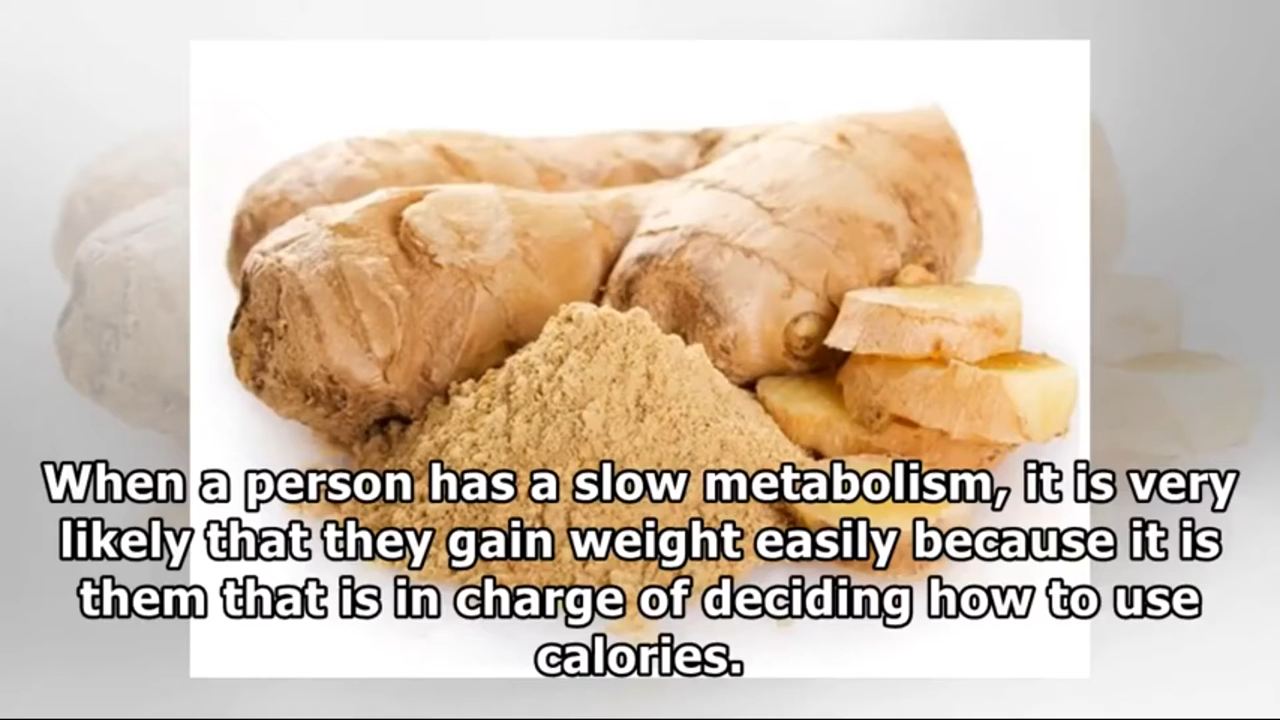 When a person has a slow metabolism, it is very
likely that they gain weight easily because it is
them that is in charge of deciding how to use
calories.